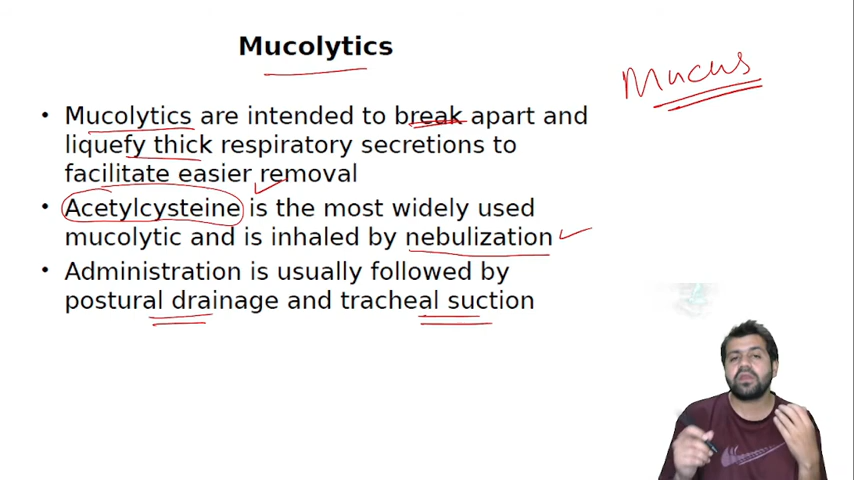 Mucolytics
Mucus
• Mucolytics are intended to break apart and
liquefy thick respiratory secretions to
facilitate easier removal
• Acetylcysteine is the most widely used
mucolytic and is inhaled by nebulization
• Administration is usually followed by
postural drainage and tracheal suction